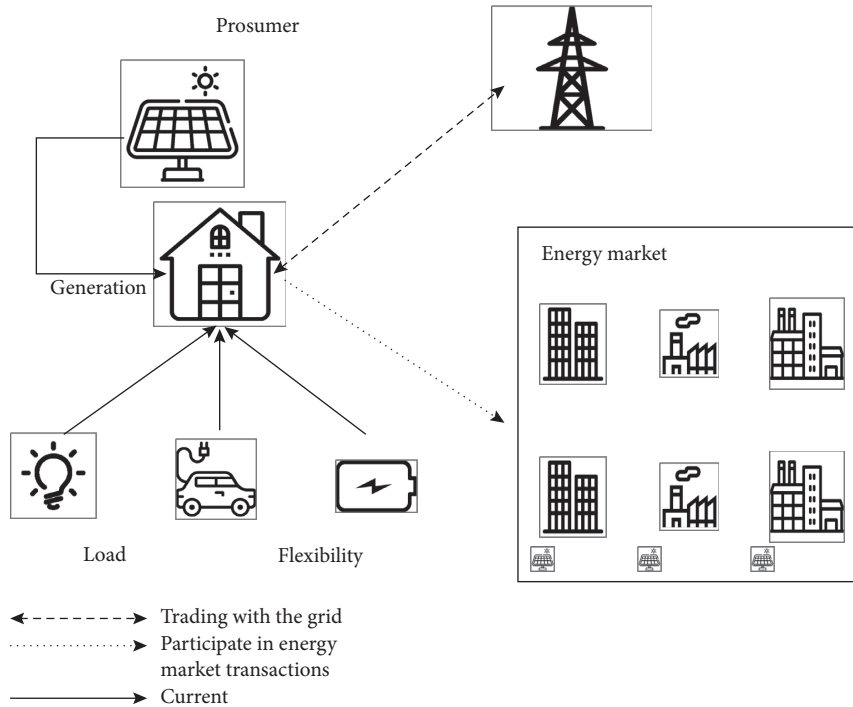 Prosumer
Energy market
Generation
Load
Flexibility
Trading with the grid
Participate in energy
market transactions
Current